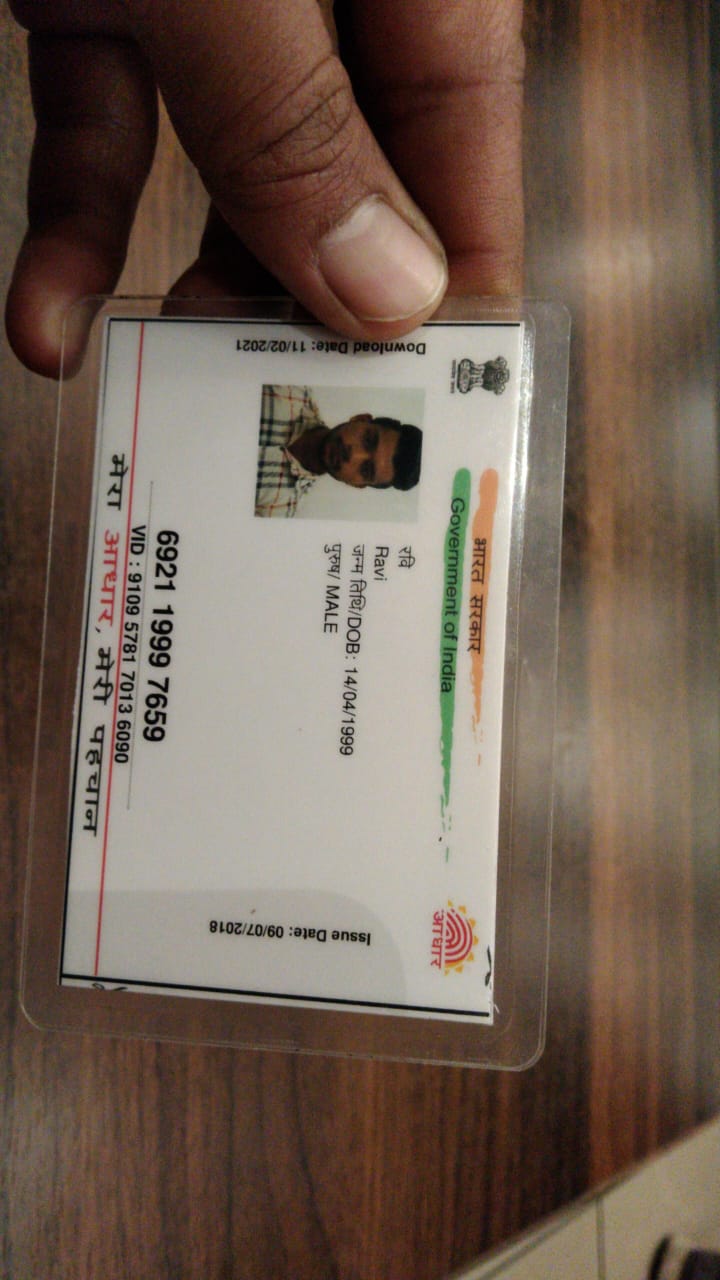 भारत सरकार
Government of India
Download Date: 11/02/2021
रवि
Ravi
जन्म तिथि/DOB: 14/04/1999
पुरुष/ MALE
Issue Date: 09/07/2018
6921 1999 7659
VID : 9109 5781 7013 6090
मेरा आधार, मेरी पहचान
आधार